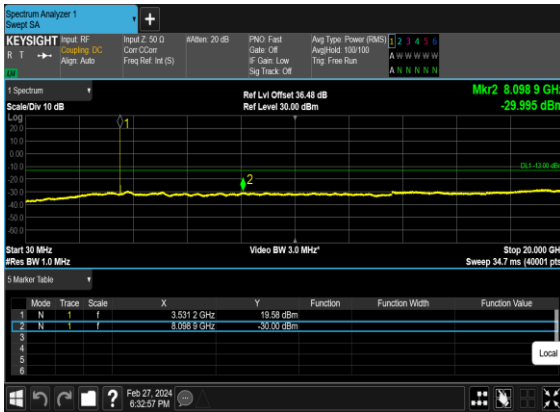 Spectrum Analyzer 1
Swept SA
KEYSIGHT
R T
LW
Input: RF
Coupling: DC
Align: Auto
Input Z: 50 Ω
Corr CCorr
Freq Ref: Int (S)
#Atten: 20 dB
PNO: Fast
Gate: Off
IF Gain: Low
Sig Track: Off
Avg Type: Power (RMS)
Avg|Hold: 100/100
Trig: Free Run
1 2 3 4 5 6
A W W W W W
A N N N N N
1 Spectrum
Scale/Div 10 dB
Ref Lvl Offset 36.48 dB
Ref Level 30.00 dBm
Mkr2 8.098 9 GHz
-29.995 dBm
Log
20.0
10.0
0.00
-10.0
-20.0
-30.0
-40.0
-50.0
-60.0
1
2
DL1 -13.00 dBm
Start 30 MHz
#Res BW 1.0 MHz
Video BW 3.0 MHz*
Stop 20.000 GHz
Sweep 34.7 ms (40001 pts)
5 Marker Table
Mode Trace Scale X Y Function Function Width Function Value
1 N 1 f 3.531 2 GHz 19.58 dBm
2 N 1 f 8.098 9 GHz -30.00 dBm
3
4
5
6
Local
?
Feb 27, 2024
6:32:57 PM